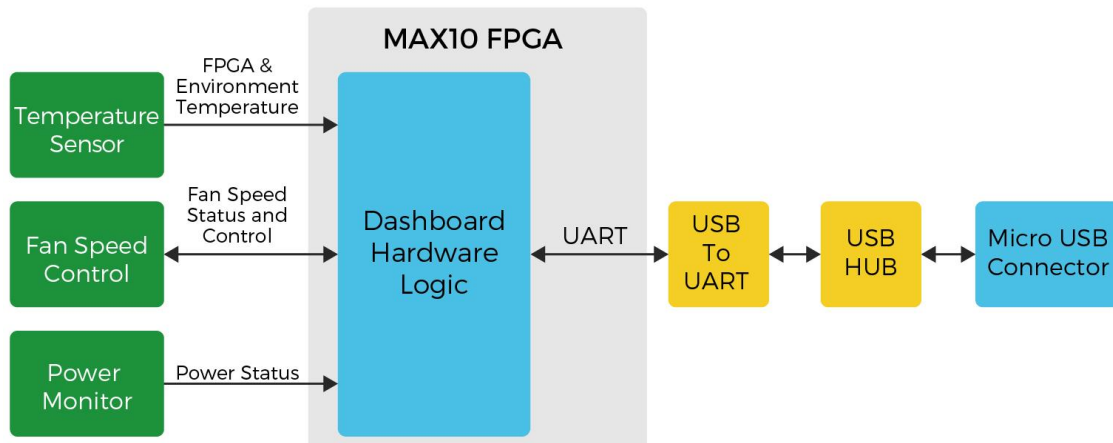 MAX10 FPGA
FPGA &
Environment
Temperature
Temperature
Sensor
Fan Speed
Status and
Control
Fan Speed
Control
Power Status
Power
Monitor
Dashboard
Hardware
Logic
UART
USB
To
UART
USB
HUB
Micro USB
Connector